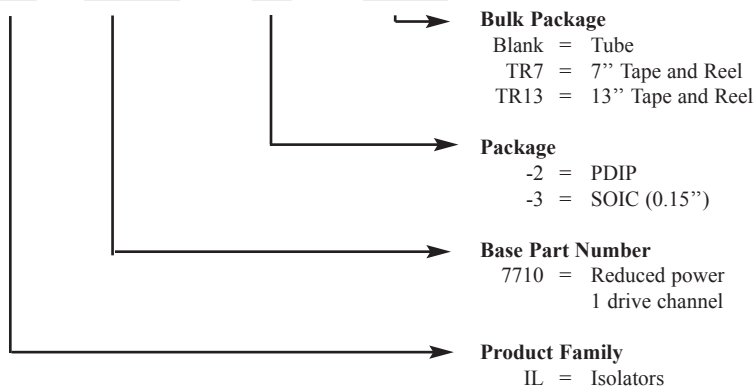 Bulk Package
Blank = Tube
TR7 = 7’’ Tape and Reel
TR13 = 13’’ Tape and Reel
Package
-2 = PDIP
-3 = SOIC (0.15’’)
Base Part Number
7710 = Reduced power
1 drive channel
Product Family
IL = Isolators